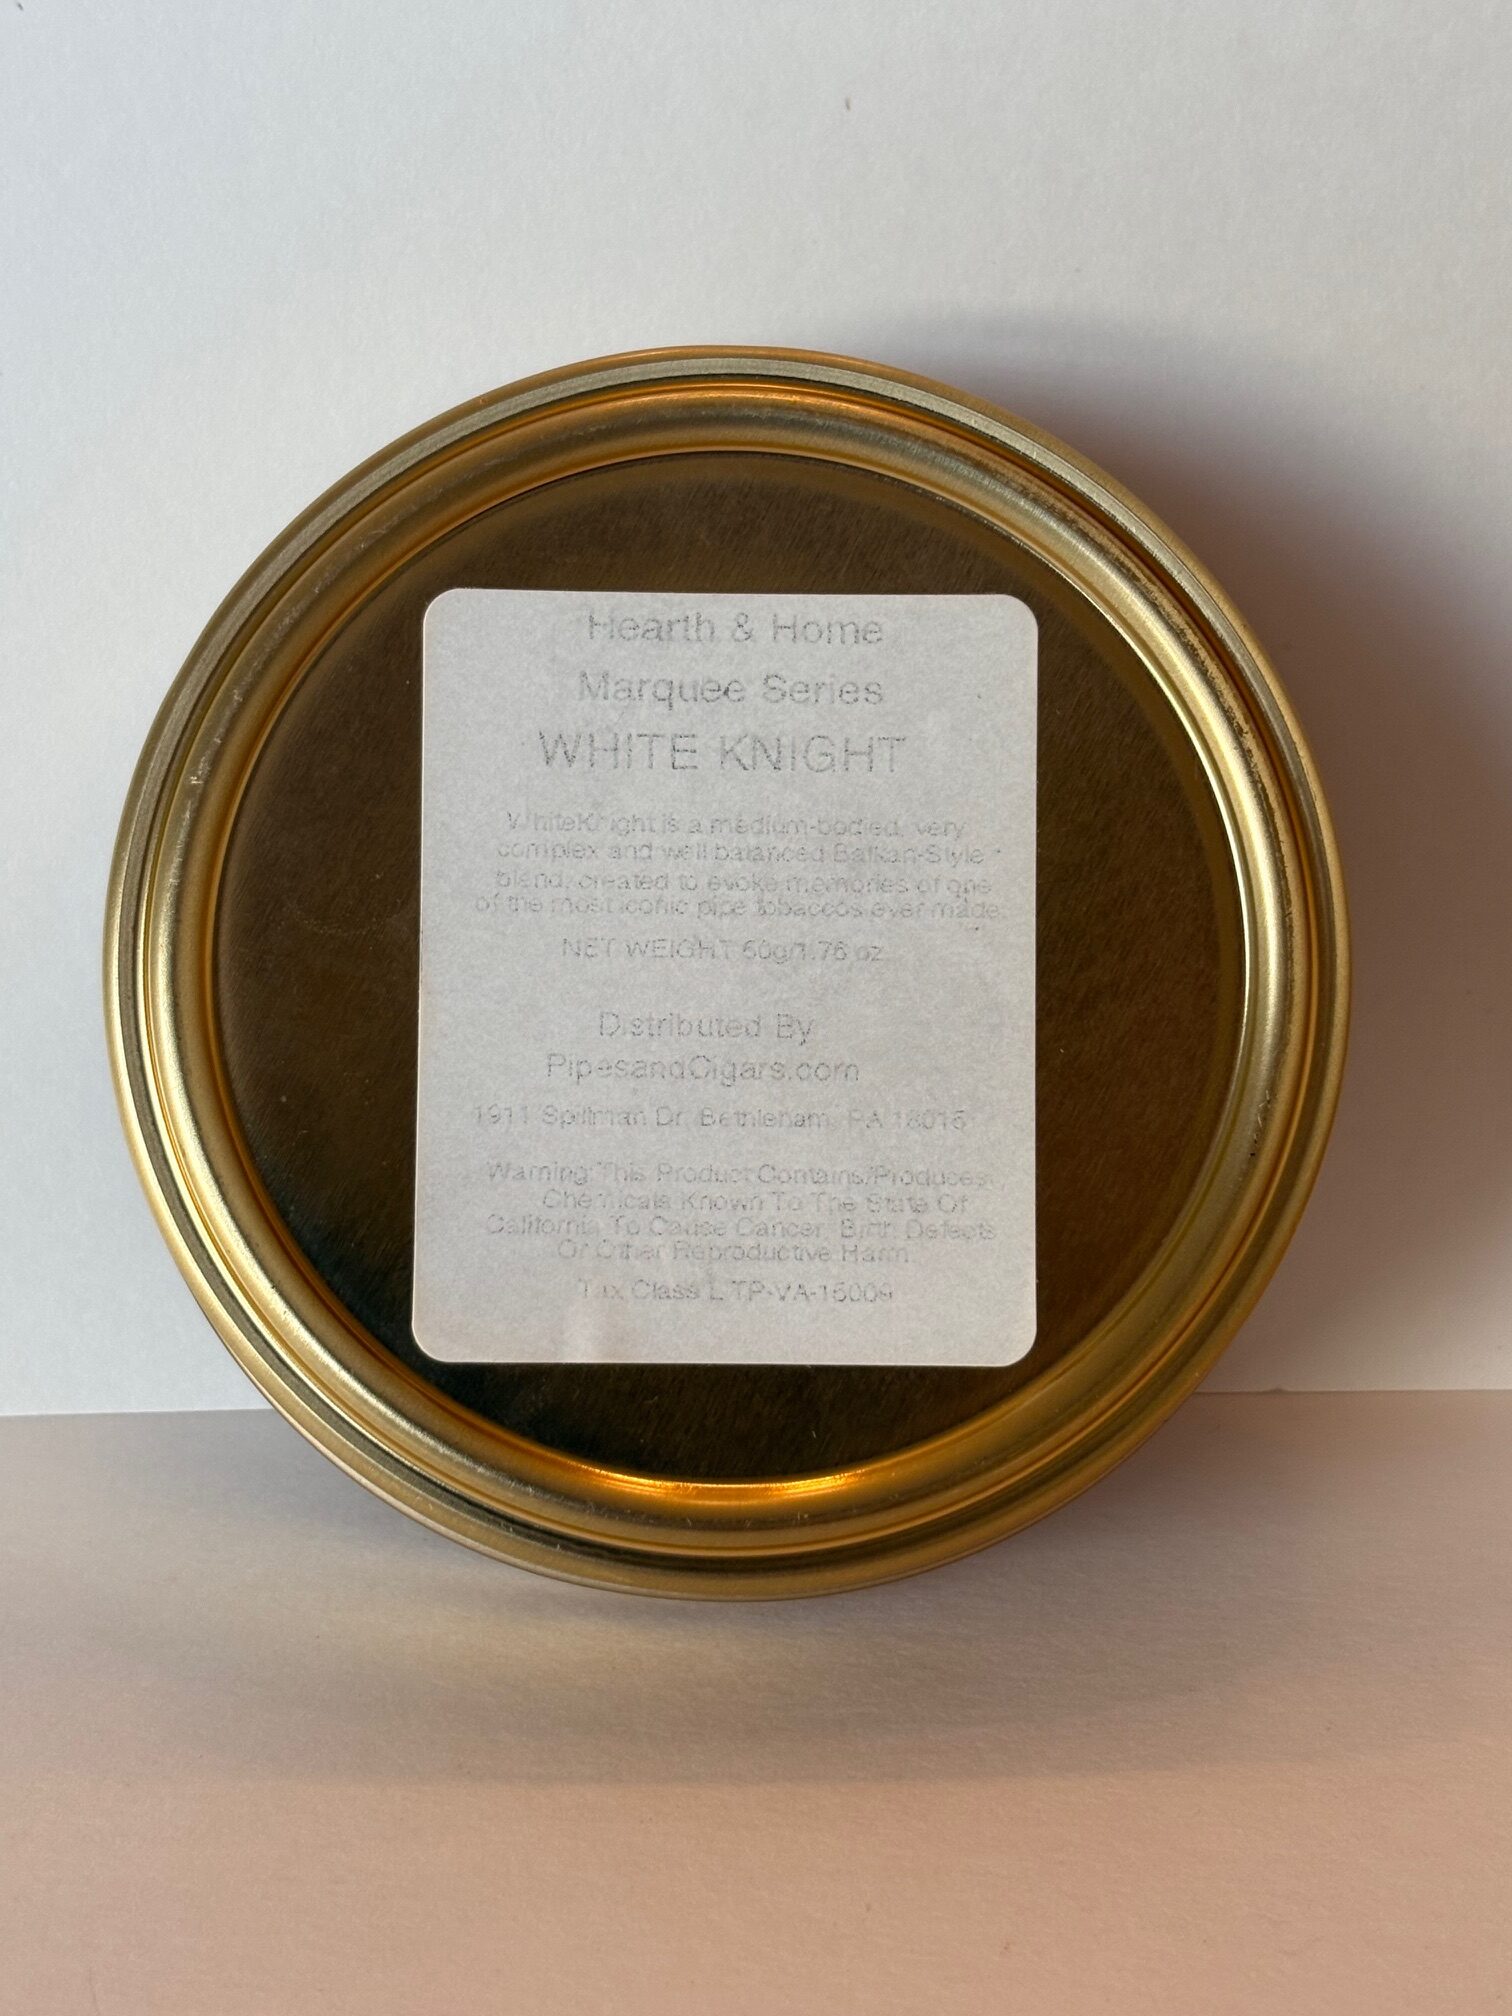 Hearth & Home
Marquee Series
WHITE KNIGHT
WhiteKnight is a medium-bodied, very
complex and well balanced Balkan-Style
blend, created to evoke memories of one
of the most iconic pipe tobaccos ever made.
NET WEIGHT 50g/1.76 oz
Distributed By
PipesandCigars.com
1911 Spillman Dr. Bethleham, PA 18015
Warning This Product Contains/Produces
Chemicals Known To The State Of
California To Cause Cancer, Birth Defects
Or Other Reproductive Harm.
Tax Class L TP-VA-15009